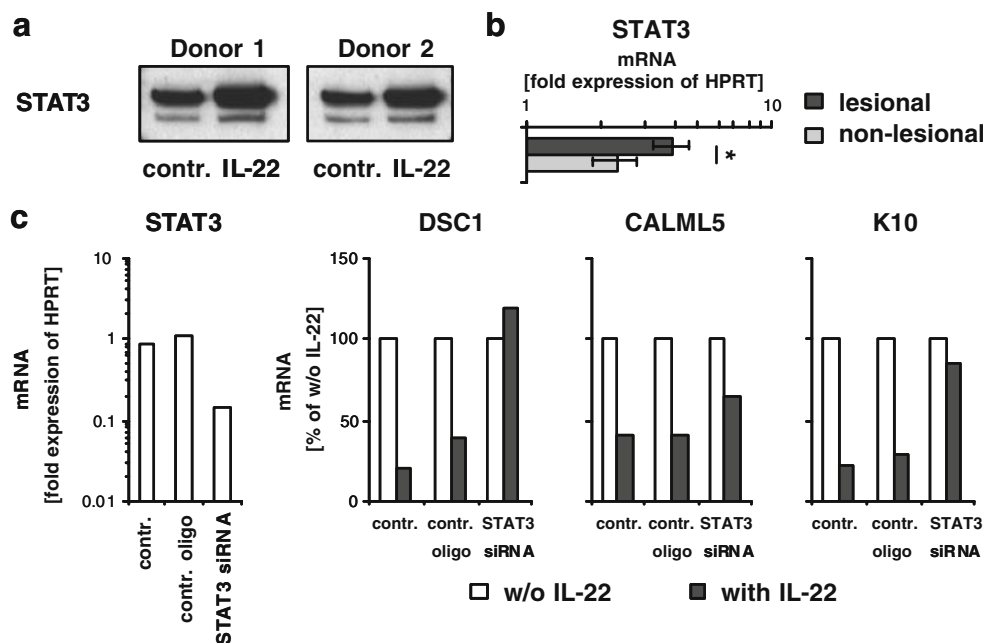 a
Donor 1 Donor 2
STAT3
contr. IL-22 contr. IL-22
b
STAT3
mRNA
[fold expression of HPRT]
1 10
lesional
non-lesional
*
c
STAT3
mRNA
[fold expression of HPRT]
10
1
0.1
0.01
contr.
contr. oligo
STAT3 siRNA
DSC1 CALML5 K10
mRNA
[% of w/o IL-22]
150
100
50
0
contr. contr. STAT3 contr. contr. STAT3 contr. contr. STAT3
oligo siRNA oligo siRNA oligo siRNA
w/o IL-22 with IL-22